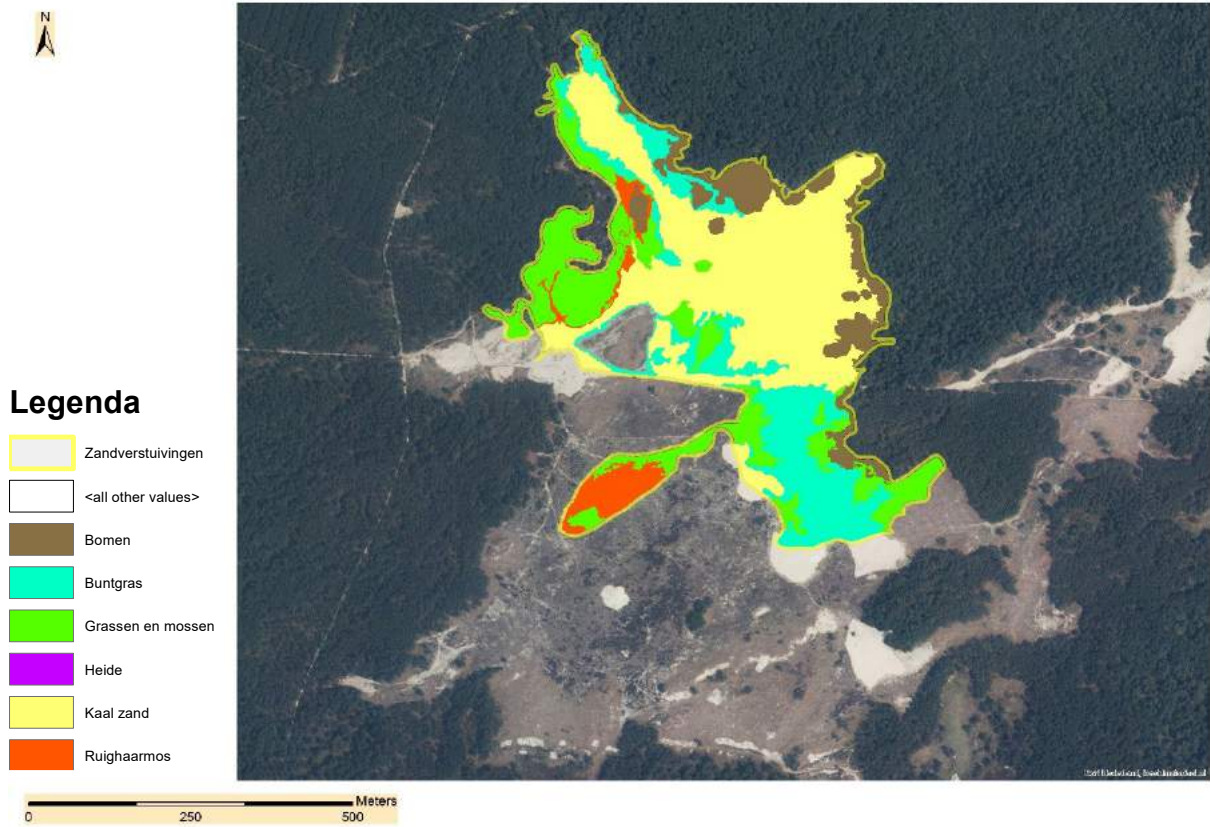 N
Legenda
Zandverstuivingen
<all other values>
Bomen
Buntgras
Grassen en mossen
Heide
Kaal zand
Ruighaarmos
Meters
0 250 500